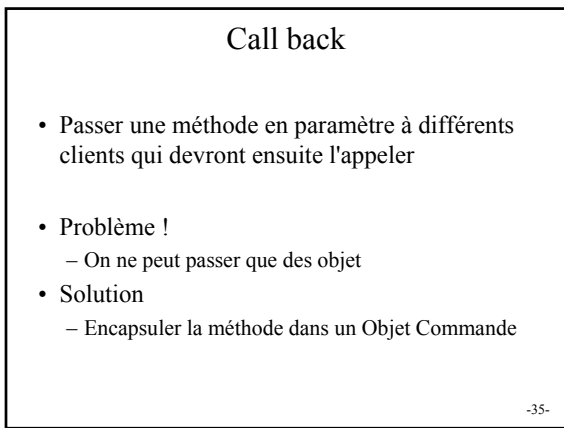 Call back
• Passer une méthode en paramètre à différents
clients qui devront ensuite l'appeler
• Problème !
– On ne peut passer que des objet
• Solution
– Encapsuler la méthode dans un Objet Commande
-35-